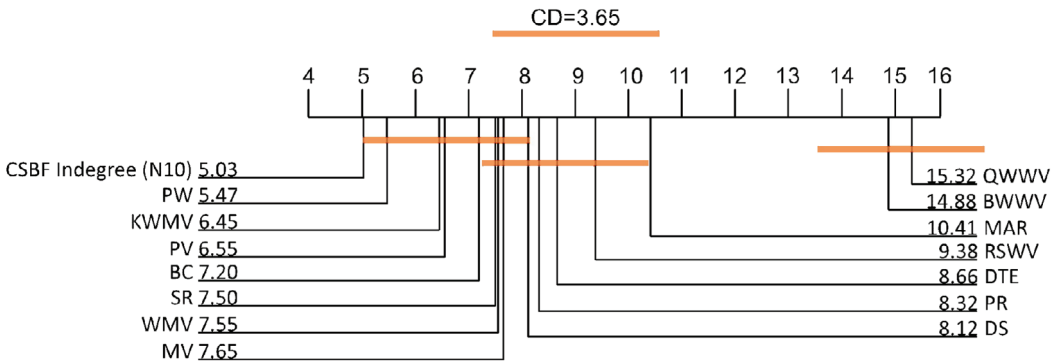 CD=3.65
4 5 6 7 8 9 10 11 12 13 14 15 16
CSBF Indegree (N10) 5.03
PW 5.47
KWMV 6.45
PV 6.55
BC 7.20
SR 7.50
WMV 7.55
MV 7.65
15.32 QWWV
14.88 BWWV
10.41 MAR
9.38 RSWV
8.66 DTE
8.32 PR
8.12 DS